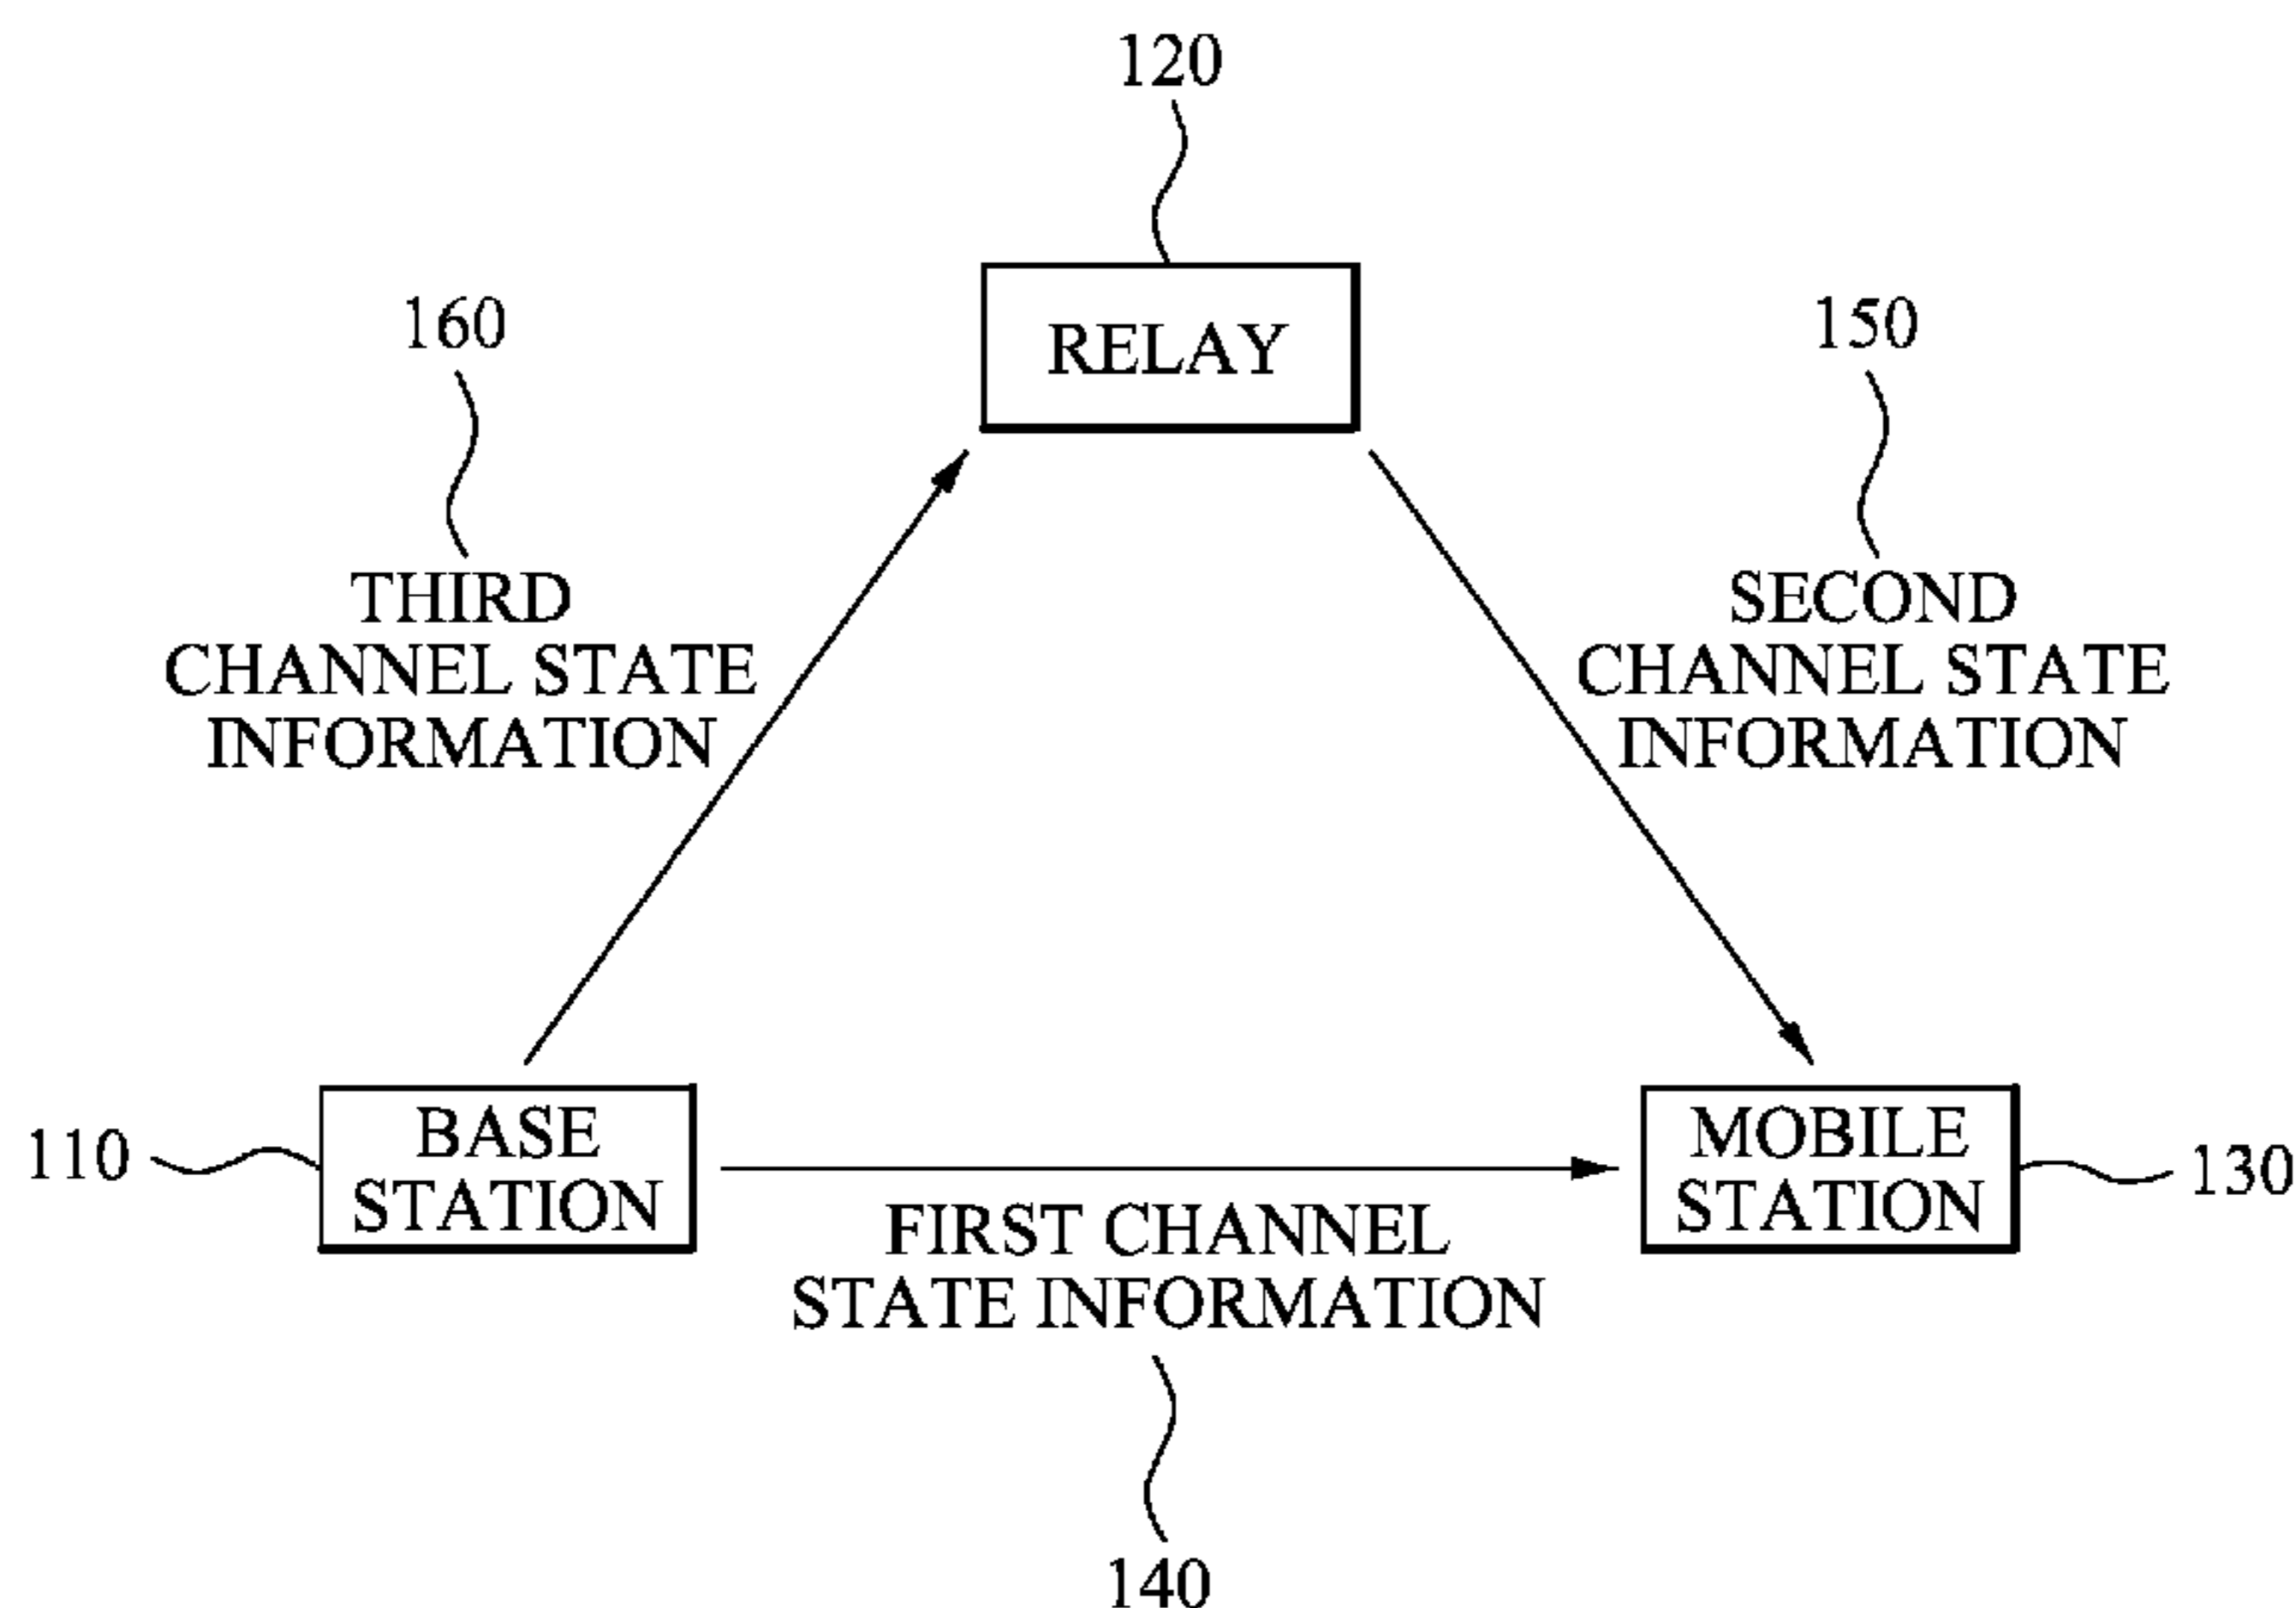 120
160
150
RELAY
THIRD
CHANNEL STATE
INFORMATION
SECOND
CHANNEL STATE
INFORMATION
110
BASE
STATION
MOBILE
STATION
130
FIRST CHANNEL
STATE INFORMATION
140